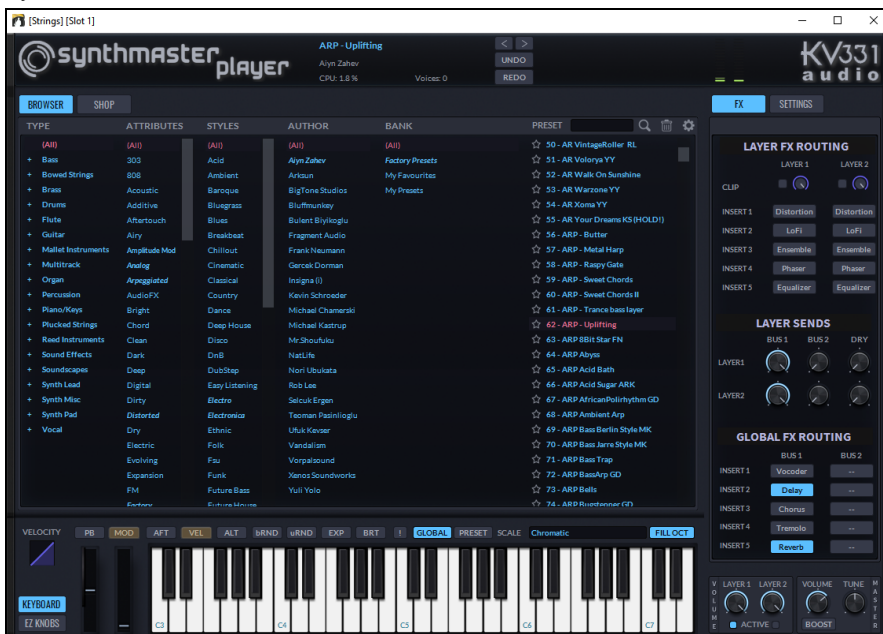 [Strings] [Slot 1]
synthmaster player
ARP - Uplifting
Aiyn Zahev
CPU: 1.8 %
Voices: 0
< >
UNDO
REDO
KV331
audio
BROWSER
SHOP
FX
SETTINGS
TYPE
(All)
+ Bass
+ Bowed Strings
+ Brass
+ Drums
+ Flute
+ Guitar
+ Mallet Instruments
+ Multitrack
+ Organ
+ Percussion
+ Piano/Keys
+ Plucked Strings
+ Reed Instruments
+ Sound Effects
+ Soundscapes
+ Synth Lead
+ Synth Misc
+ Synth Pad
+ Vocal
ATTRIBUTES
(All)
303
808
Acoustic
Additive
Aftertouch
Airy
Amplitude Mod
Analog
Arpeggiated
AudioFX
Bright
Chord
Clean
Dark
Deep
Digital
Dirty
Distorted
Dry
Electric
Evolving
Expansion
FM
Factory
STYLES
(All)
Acid
Ambient
Baroque
Bluegrass
Blues
Breakbeat
Chillout
Cinematic
Classical
Country
Dance
Deep House
Disco
DnB
DubStep
Easy Listening
Electro
Electronica
Ethnic
Folk
Fsu
Funk
Future Bass
Future House
AUTHOR
(All)
Aiyn Zahev
Arksun
BigTone Studios
Bluffmunkey
Bulent Biyikoglu
Fragment Audio
Frank Neumann
Gercek Dorman
Insigna (i)
Kevin Schroeder
Michael Chamerski
Michael Kastrup
Mr.Shoufuku
NatLife
Nori Ubukata
Rob Lee
Selcuk Ergen
Teoman Pasinlioglu
Ufuk Kevser
Vandalism
Vorpalsound
Xenos Soundworks
Yuli Yolo
BANK
(All)
Factory Presets
My Favourites
My Presets
PRESET
50 - AR VintageRoller RL
51 - AR Volorya YY
52 - AR Walk On Sunshine
53 - AR Warzone YY
54 - AR Xoma YY
55 - AR Your Dreams KS (HOLD!)
56 - ARP - Butter
57 - ARP - Metal Harp
58 - ARP - Raspy Gate
59 - ARP - Sweet Chords
60 - ARP - Sweet Chords II
61 - ARP - Trance bass layer
62 - ARP - Uplifting
63 - ARP 8Bit Star FN
64 - ARP Abyss
65 - ARP Acid Bath
66 - ARP Acid Sugar ARK
67 - ARP AfricanPolirhythm GD
68 - ARP Ambient Arp
69 - ARP Bass Berlin Style MK
70 - ARP Bass Jarre Style MK
71 - ARP Bass Trap
72 - ARP BassArp GD
73 - ARP Bells
74 - ARP Bugstepper GD
LAYER FX ROUTING
LAYER 1 LAYER 2
CLIP
INSERT 1 Distortion Distortion
INSERT 2 LoFi LoFi
INSERT 3 Ensemble Ensemble
INSERT 4 Phaser Phaser
INSERT 5 Equalizer Equalizer
LAYER SENDS
BUS 1 BUS 2 DRY
LAYER1
LAYER2
GLOBAL FX ROUTING
BUS 1 BUS 2
INSERT 1 Vocoder --
INSERT 2 Delay --
INSERT 3 Chorus --
INSERT 4 Tremolo --
INSERT 5 Reverb --
VELOCITY PB MOD AFT VEL ALT bRND uRND EXP BRT ! GLOBAL PRESET SCALE Chromatic FILL OCT
KEYBOARD
EZ KNOBS
C3 C4 C5 C6 C7
VOLUME
LAYER 1 LAYER 2
ACTIVE
VOLUME TUNE
BOOST
MASTER